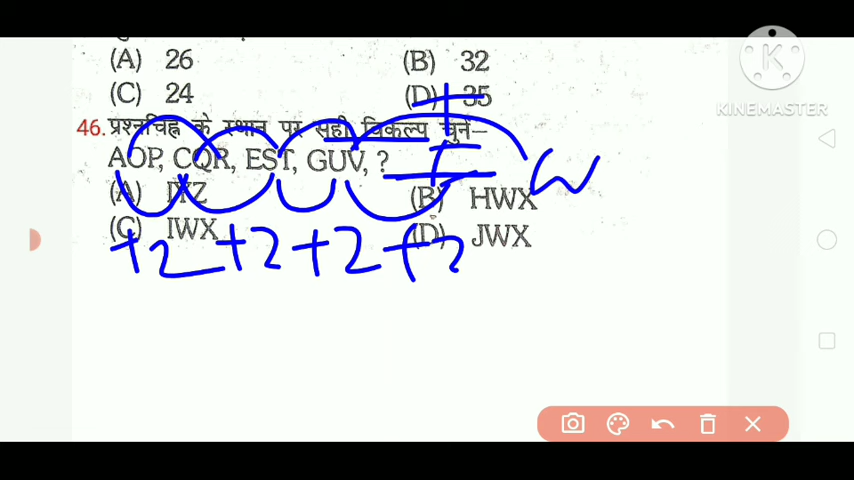 (A) 26 (B) 32
(C) 24 (D) 35
KINEMASTER
46. प्रश्नचिह्न के स्थान पर सही विकल्प चुनें–
AOP, CQR, EST, GUV, ?
(A) IYZ (B) HWX
(C) IWX (D) JWX
+2 +2 +2 +2
W